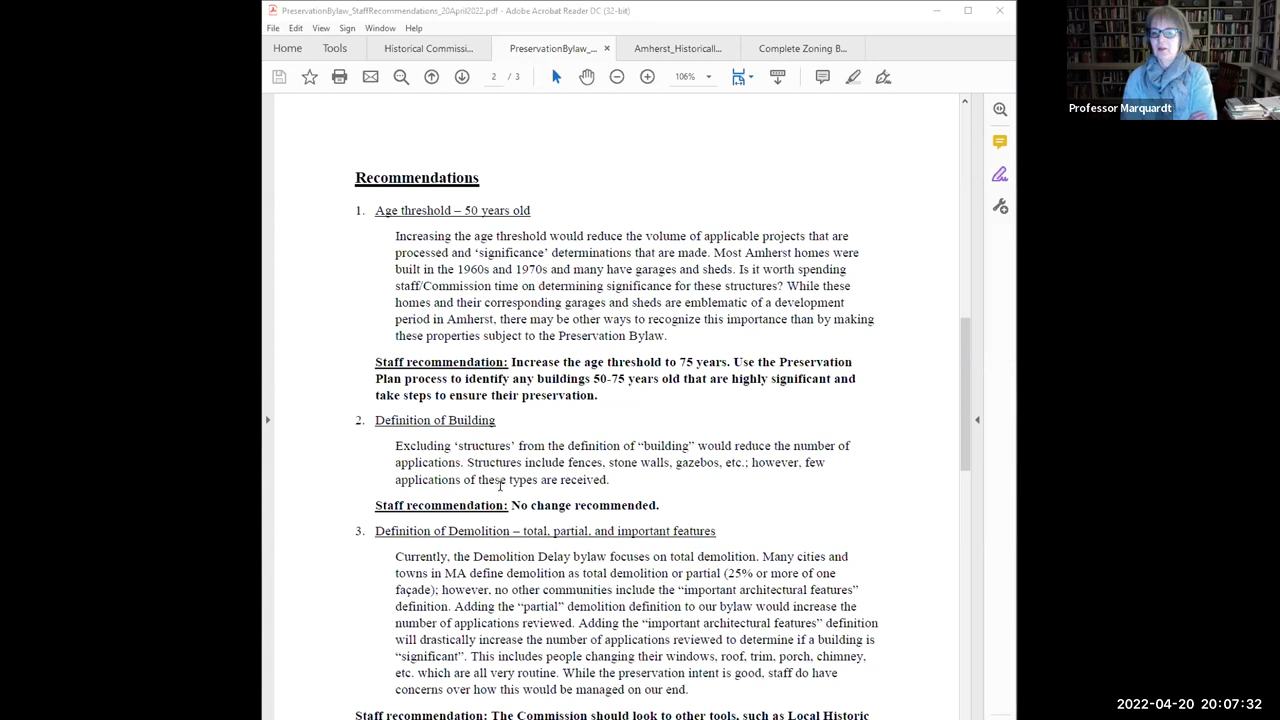 PreservationBylaw_StaffRecommendations_20April2022.pdf - Adobe Acrobat Reader DC (32-bit)
File Edit View Sign Window Help
Home Tools Historical Commissi... PreservationBylaw_... × Amherst_Historicall... Complete Zoning B...
2 / 3 106%
Professor Marquardt
Recommendations
1. Age threshold – 50 years old
Increasing the age threshold would reduce the volume of applicable projects that are
processed and ‘significance’ determinations that are made. Most Amherst homes were
built in the 1960s and 1970s and many have garages and sheds. Is it worth spending
staff/Commission time on determining significance for these structures? While these
homes and their corresponding garages and sheds are emblematic of a development
period in Amherst, there may be other ways to recognize this importance than by making
these properties subject to the Preservation Bylaw.
Staff recommendation: Increase the age threshold to 75 years. Use the Preservation
Plan process to identify any buildings 50-75 years old that are highly significant and
take steps to ensure their preservation.
2. Definition of Building
Excluding ‘structures’ from the definition of “building” would reduce the number of
applications. Structures include fences, stone walls, gazebos, etc.; however, few
applications of these types are received.
Staff recommendation: No change recommended.
3. Definition of Demolition – total, partial, and important features
Currently, the Demolition Delay bylaw focuses on total demolition. Many cities and
towns in MA define demolition as total demolition or partial (25% or more of one
façade); however, no other communities include the “important architectural features”
definition. Adding the “partial” demolition definition to our bylaw would increase the
number of applications reviewed. Adding the “important architectural features” definition
will drastically increase the number of applications reviewed to determine if a building is
“significant”. This includes people changing their windows, roof, trim, porch, chimney,
etc. which are all very routine. While the preservation intent is good, staff do have
concerns over how this would be managed on our end.
Staff recommendation: The Commission should look to other tools, such as Local Historic
2022-04-20 20:07:32